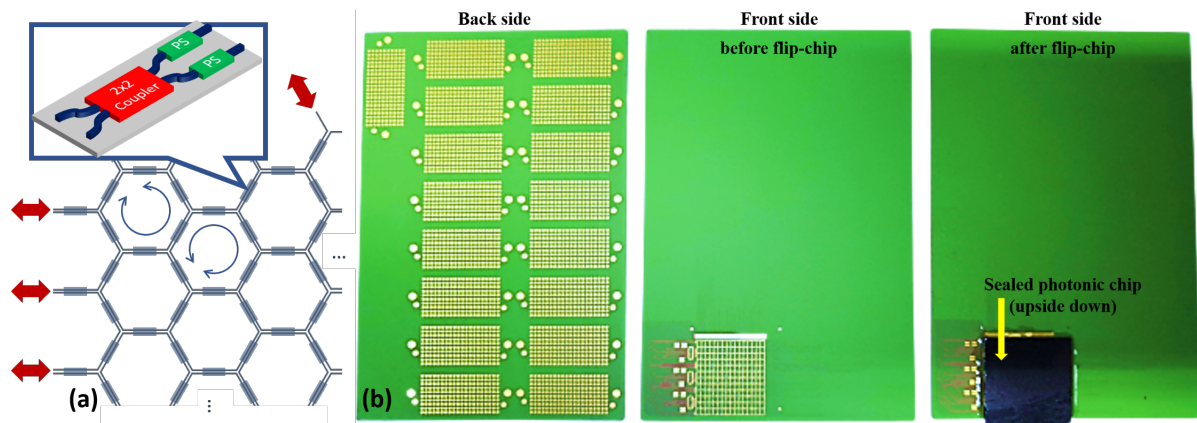 PS
PS
2x2
Coupler
...
...
(a)
Back side
(b)
Front side
before flip-chip
Front side
after flip-chip
Sealed photonic chip
(upside down)